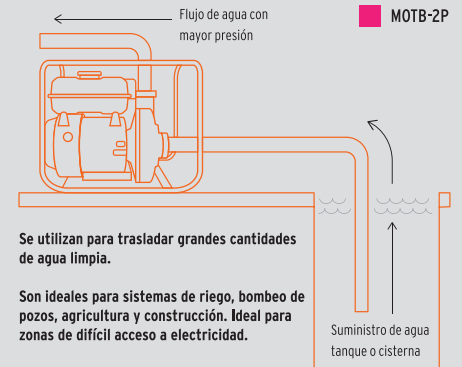 Flujo de agua con
mayor presión
MOTB-2P
Se utilizan para trasladar grandes cantidades
de agua limpia.
Son ideales para sistemas de riego, bombeo de
pozos, agricultura y construcción. Ideal para
zonas de difícil acceso a electricidad.
Suministro de agua
tanque o cisterna